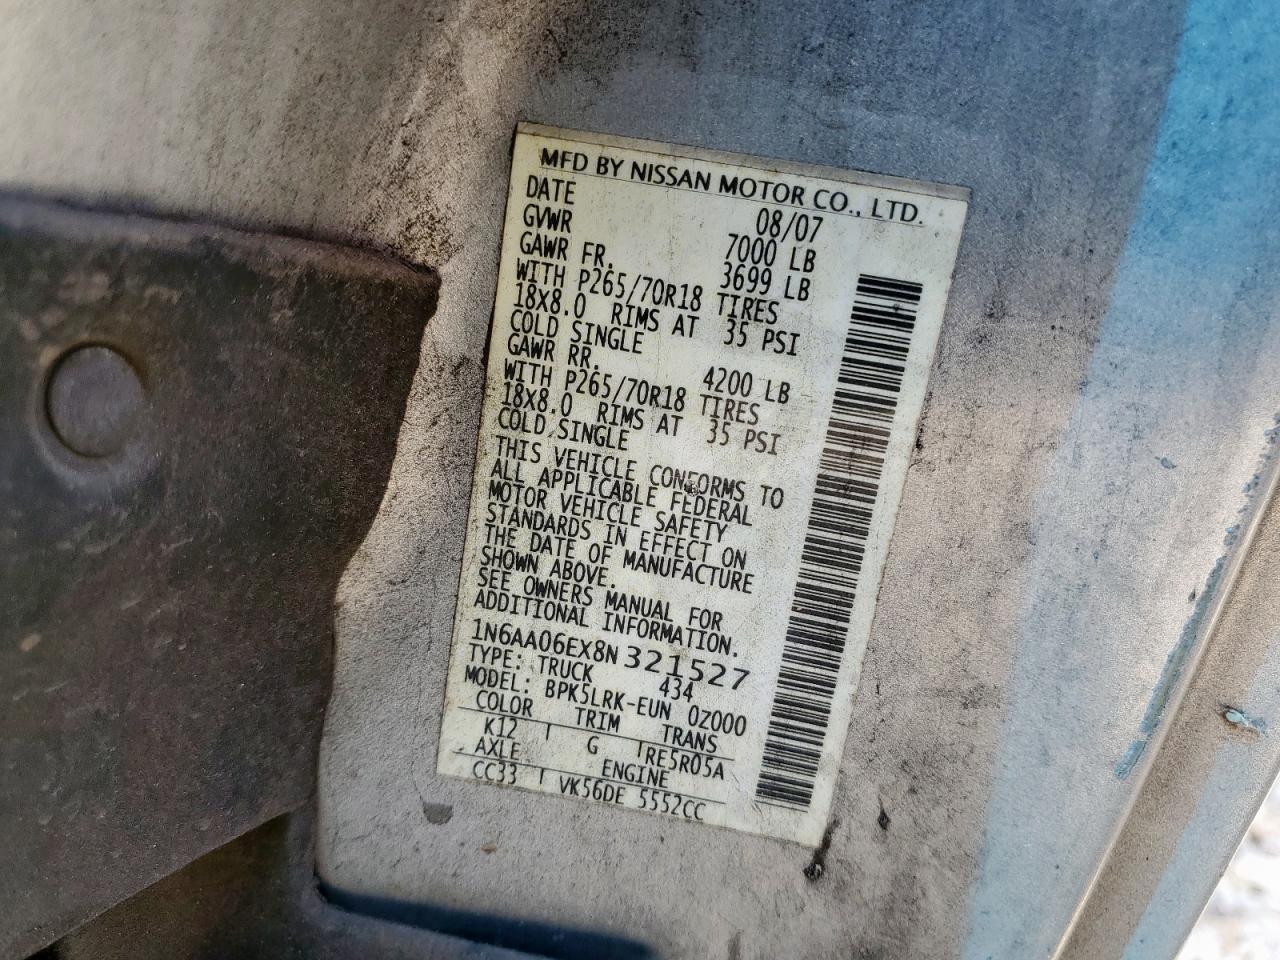 MFD BY NISSAN MOTOR CO., LTD.
DATE 08/07
GVWR 7000 LB
GAWR FR. 3699 LB
WITH P265/70R18 TIRES
18X8.0 RIMS AT 35 PSI
COLD SINGLE
GAWR RR. 4200 LB
WITH P265/70R18 TIRES
18X8.0 RIMS AT 35 PSI
COLD SINGLE
THIS VEHICLE CONFORMS TO
ALL APPLICABLE FEDERAL
MOTOR VEHICLE SAFETY
STANDARDS IN EFFECT ON
THE DATE OF MANUFACTURE
SHOWN ABOVE.
SEE OWNERS MANUAL FOR
ADDITIONAL INFORMATION.
1N6AA06EX8N321527
TYPE: TRUCK 434
MODEL: BPK5LRK-EUN 0Z000
COLOR TRIM TRANS
K12 G RE5R05A
AXLE ENGINE
CC33 VK56DE 5552CC